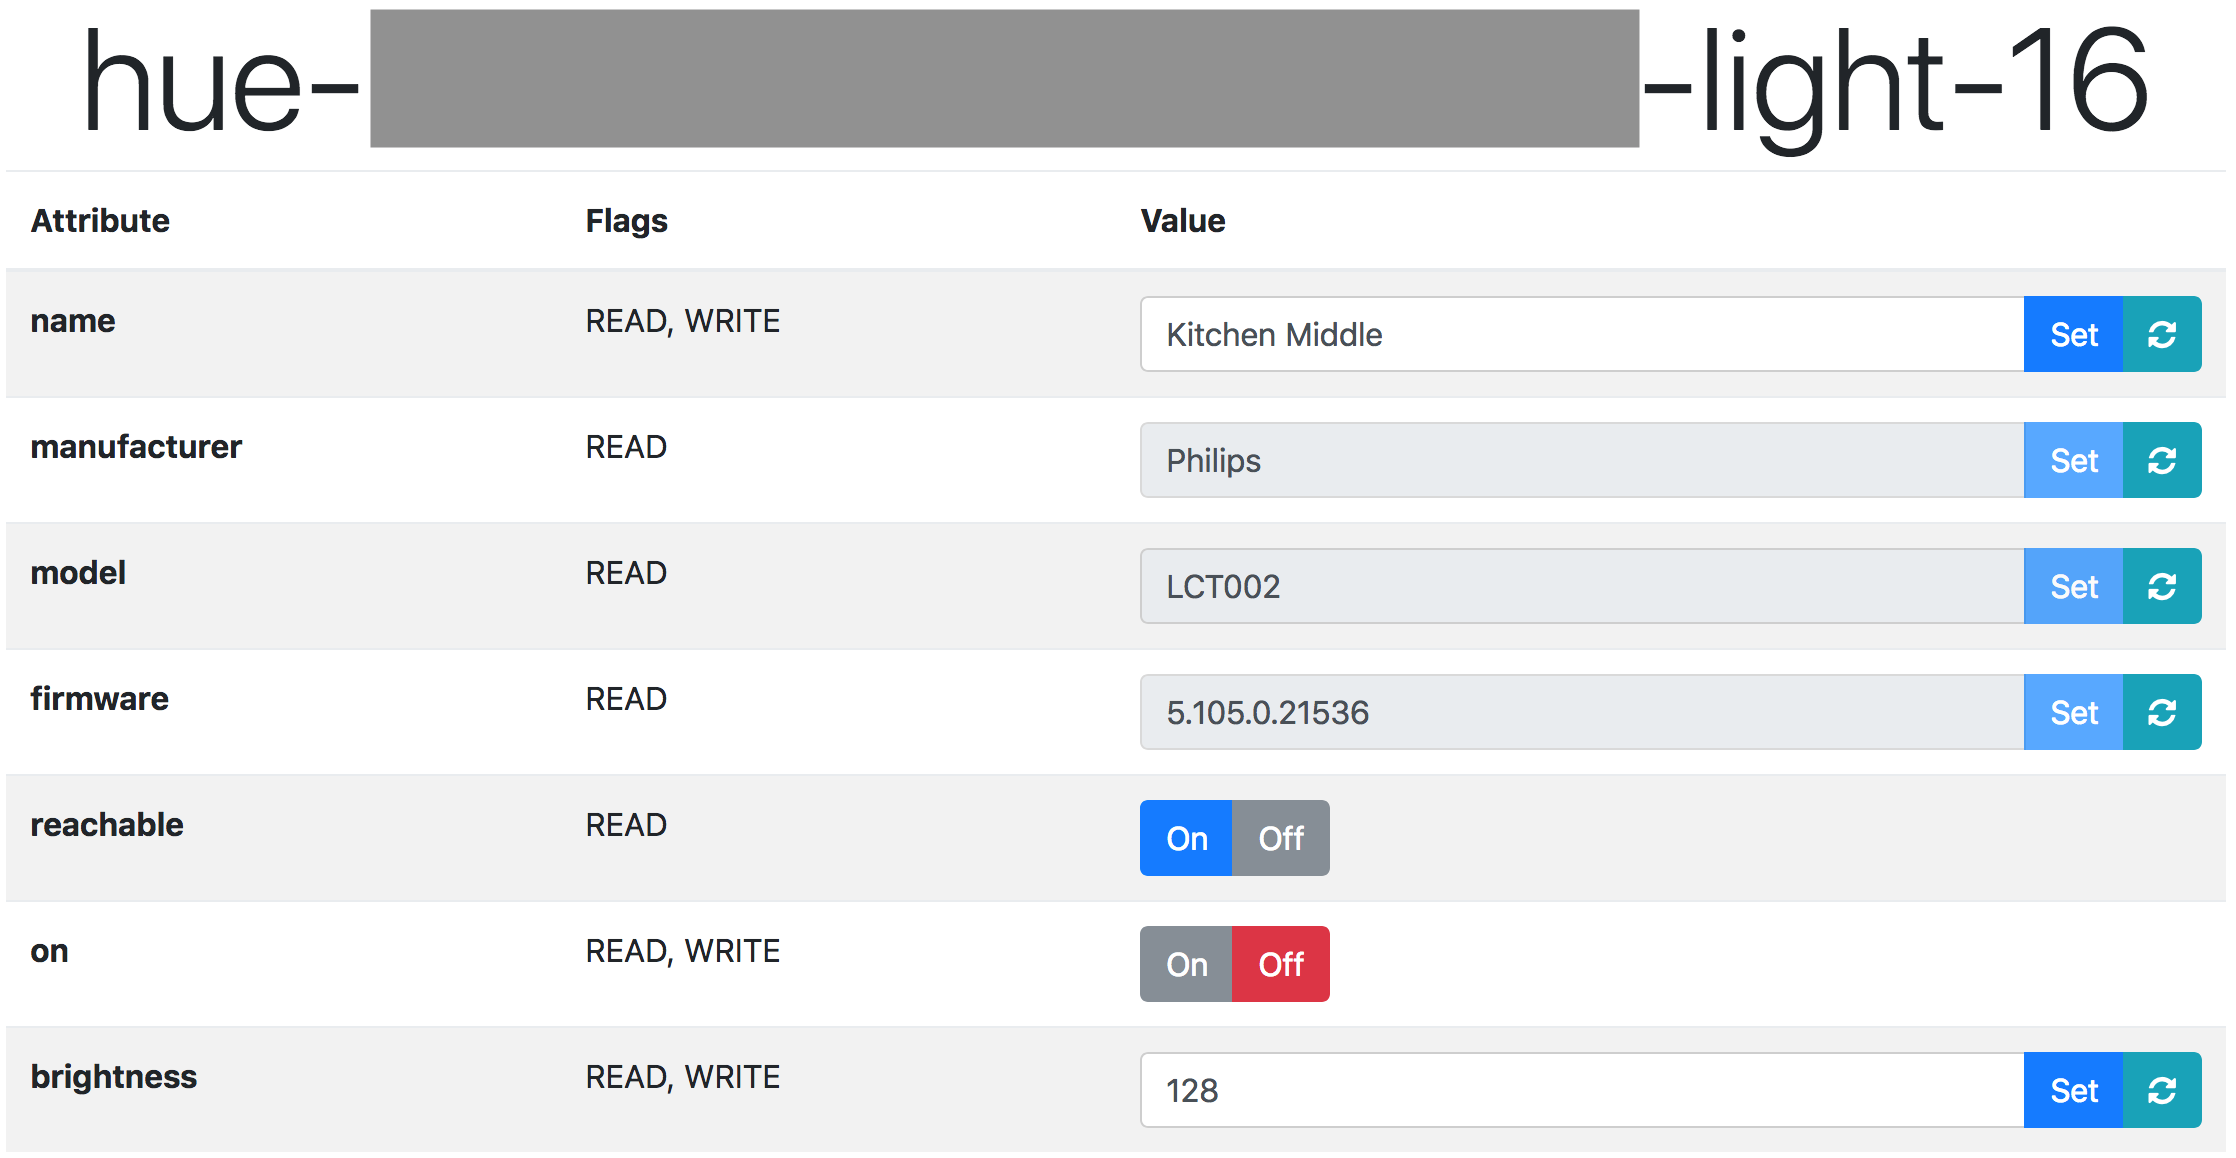 hue- -light-16
Attribute Flags Value
name READ, WRITE Kitchen Middle Set
manufacturer READ Philips Set
model READ LCT002 Set
firmware READ 5.105.0.21536 Set
reachable READ On Off
on READ, WRITE On Off
brightness READ, WRITE 128 Set